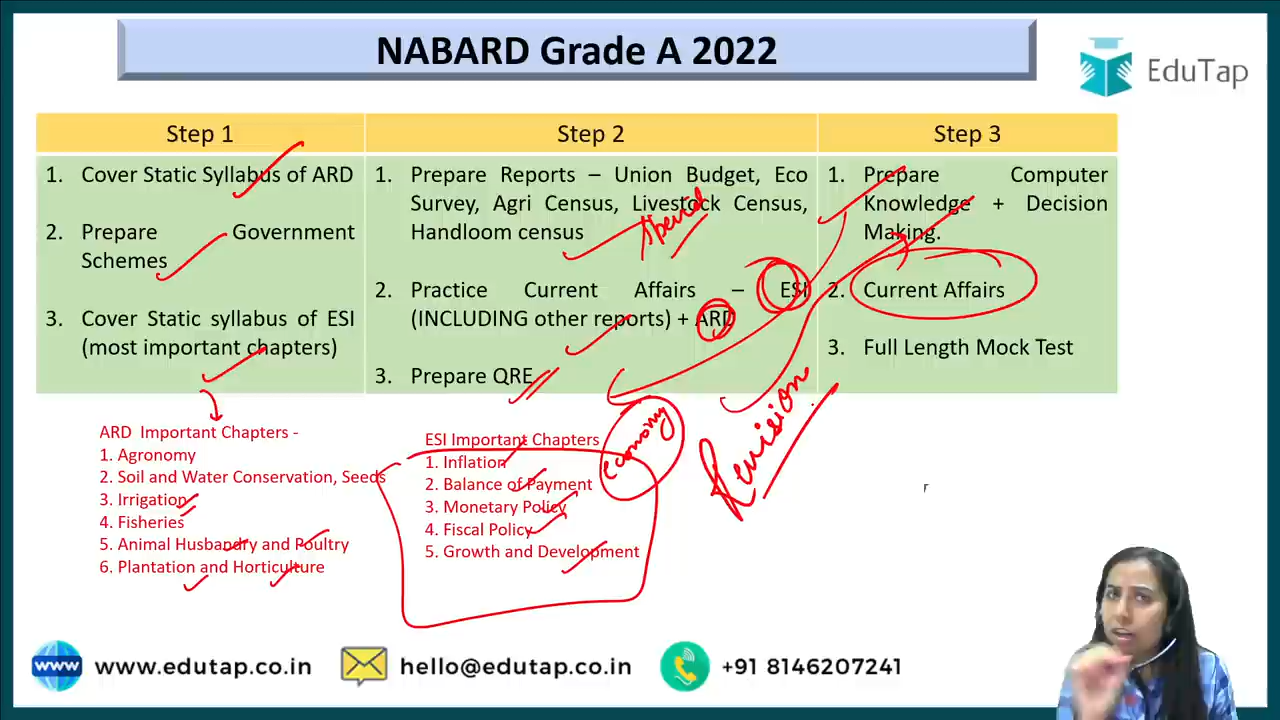 NABARD Grade A 2022
EduTap
Step 1
Step 2
Step 3
1. Cover Static Syllabus of ARD
2. Prepare Government
Schemes
3. Cover Static syllabus of ESI
(most important chapters)
1. Prepare Reports – Union Budget, Eco
Survey, Agri Census, Livestock Census,
Handloom census
2. Practice Current Affairs – ESI
(INCLUDING other reports) + ARD
3. Prepare QRE
1. Prepare Computer
Knowledge + Decision
Making.
2. Current Affairs
3. Full Length Mock Test
ARD Important Chapters -
1. Agronomy
2. Soil and Water Conservation, Seeds
3. Irrigation
4. Fisheries
5. Animal Husbandry and Poultry
6. Plantation and Horticulture
ESI Important Chapters
1. Inflation
2. Balance of Payment
3. Monetary Policy
4. Fiscal Policy
5. Growth and Development
Economy
Revision
www.edutap.co.in
hello@edutap.co.in
+91 8146207241